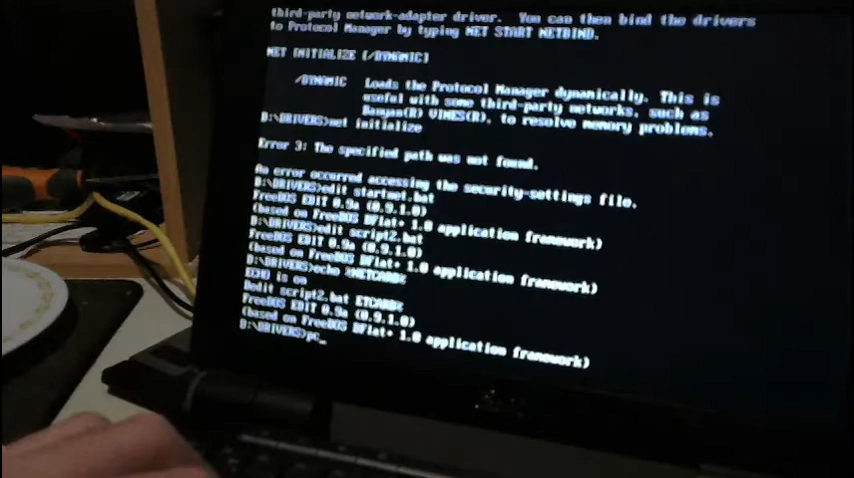 third-party network-adapter driver. You can then bind the drivers
to Protocol Manager by typing NET START NETBIND.
NET INITIALIZE [/DYNAMIC]
/DYNAMIC Loads the Protocol Manager dynamically. This is
useful with some third-party networks, such as
Banyan(R) VINES(R), to resolve memory problems.
D:\DRIVERS>net initialize
Error 3: The specified path was not found.
An error occurred accessing the security-settings file.
D:\DRIVERS>edit startnet.bat
FreeDOS EDIT 0.9a (0.9.1.0)
(based on FreeDOS DFlat+ 1.0 application framework)
D:\DRIVERS>edit script2.bat
FreeDOS EDIT 0.9a (0.9.1.0)
(based on FreeDOS DFlat+ 1.0 application framework)
D:\DRIVERS>echo %NETCARD%
ECHO is on
Dedit script2.bat ETCARD%
FreeDOS EDIT 0.9a (0.9.1.0)
(based on FreeDOS DFlat+ 1.0 application framework)
D:\DRIVERS>pc_